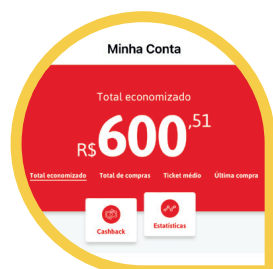 Minha Conta
Total economizado
R$600,51
Total economizado Total de compras Ticket médio Última compra
Cashback Estatísticas